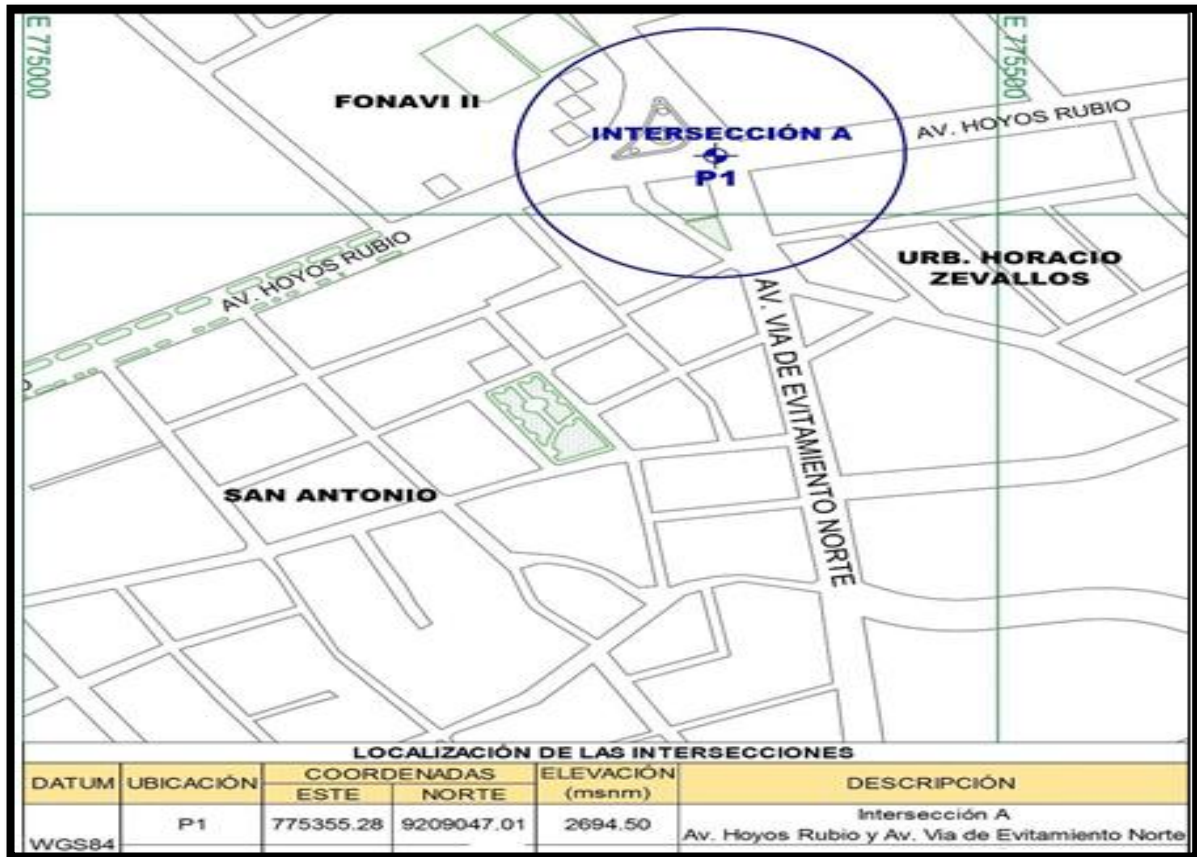 E 775000
E 775500
FONAVI II
INTERSECCIÓN A
P1
AV. HOYOS RUBIO
AV. HOYOS RUBIO
URB. HORACIO
ZEVALLOS
AV. VIA DE EVITAMIENTO NORTE
SAN ANTONIO
LOCALIZACIÓN DE LAS INTERSECCIONES
DATUM UBICACIÓN COORDENADAS ELEVACIÓN (msnm) DESCRIPCIÓN
ESTE NORTE
WGS84 P1 775355.28 9209047.01 2694.50 Intersección A
Av. Hoyos Rubio y Av. Via de Evitamiento Norte